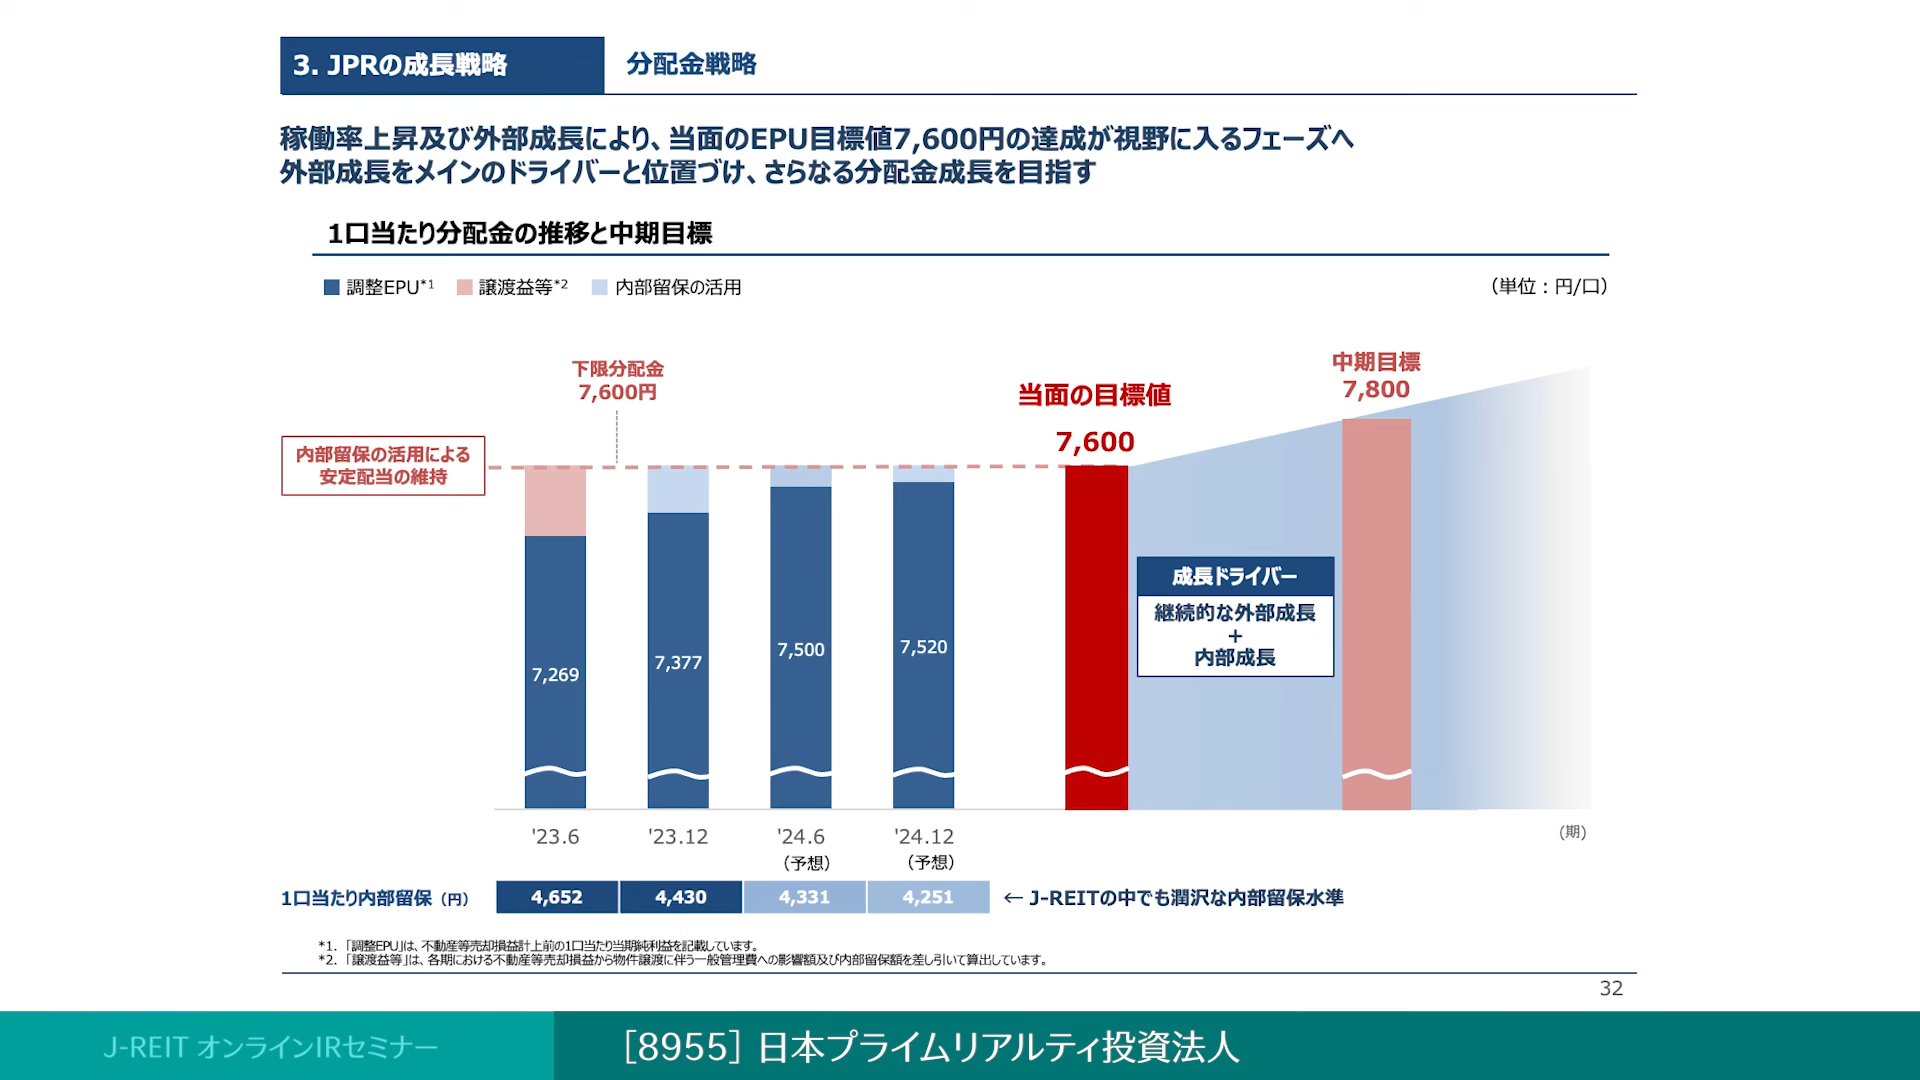 3. JPRの成長戦略
分配金戦略
稼働率上昇及び外部成長により、当面のEPU目標値7,600円の達成が視野に入るフェーズへ
外部成長をメインのドライバーと位置づけ、さらなる分配金成長を目指す
1口当たり分配金の推移と中期目標
調整EPU*1 譲渡益等*2 内部留保の活用
（単位：円/口）
下限分配金
7,600円
内部留保の活用による
安定配当の維持
当面の目標値
7,600
中期目標
7,800
成長ドライバー
継続的な外部成長
+
内部成長
7,269
7,377
7,500
7,520
'23.6
'23.12
'24.6
（予想）
'24.12
（予想）
（期）
1口当たり内部留保（円）
4,652
4,430
4,331
4,251
←J-REITの中でも潤沢な内部留保水準
*1. 「調整EPU」は、不動産等売却損益計上前の1口当たり当期純利益を記載しています。
*2. 「譲渡益等」は、各期における不動産等売却損益から物件譲渡に伴う一般管理費への影響額及び内部留保額を差し引いて算出しています。
32
J-REIT オンラインIRセミナー
［8955］日本プライムリアルティ投資法人